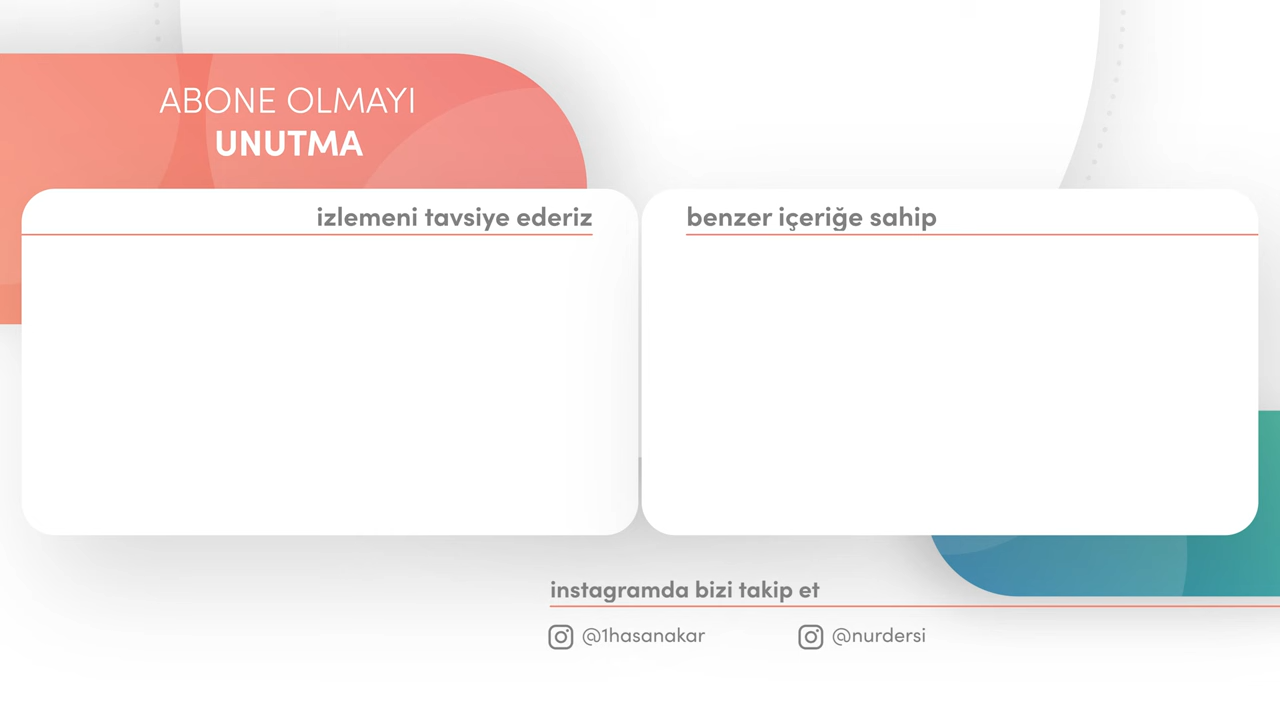 ABONE OLMAYI
UNUTMA
izlemeni tavsiye ederiz
benzer içeriğe sahip
instagramda bizi takip et
@1hasanakar
@nurdersi